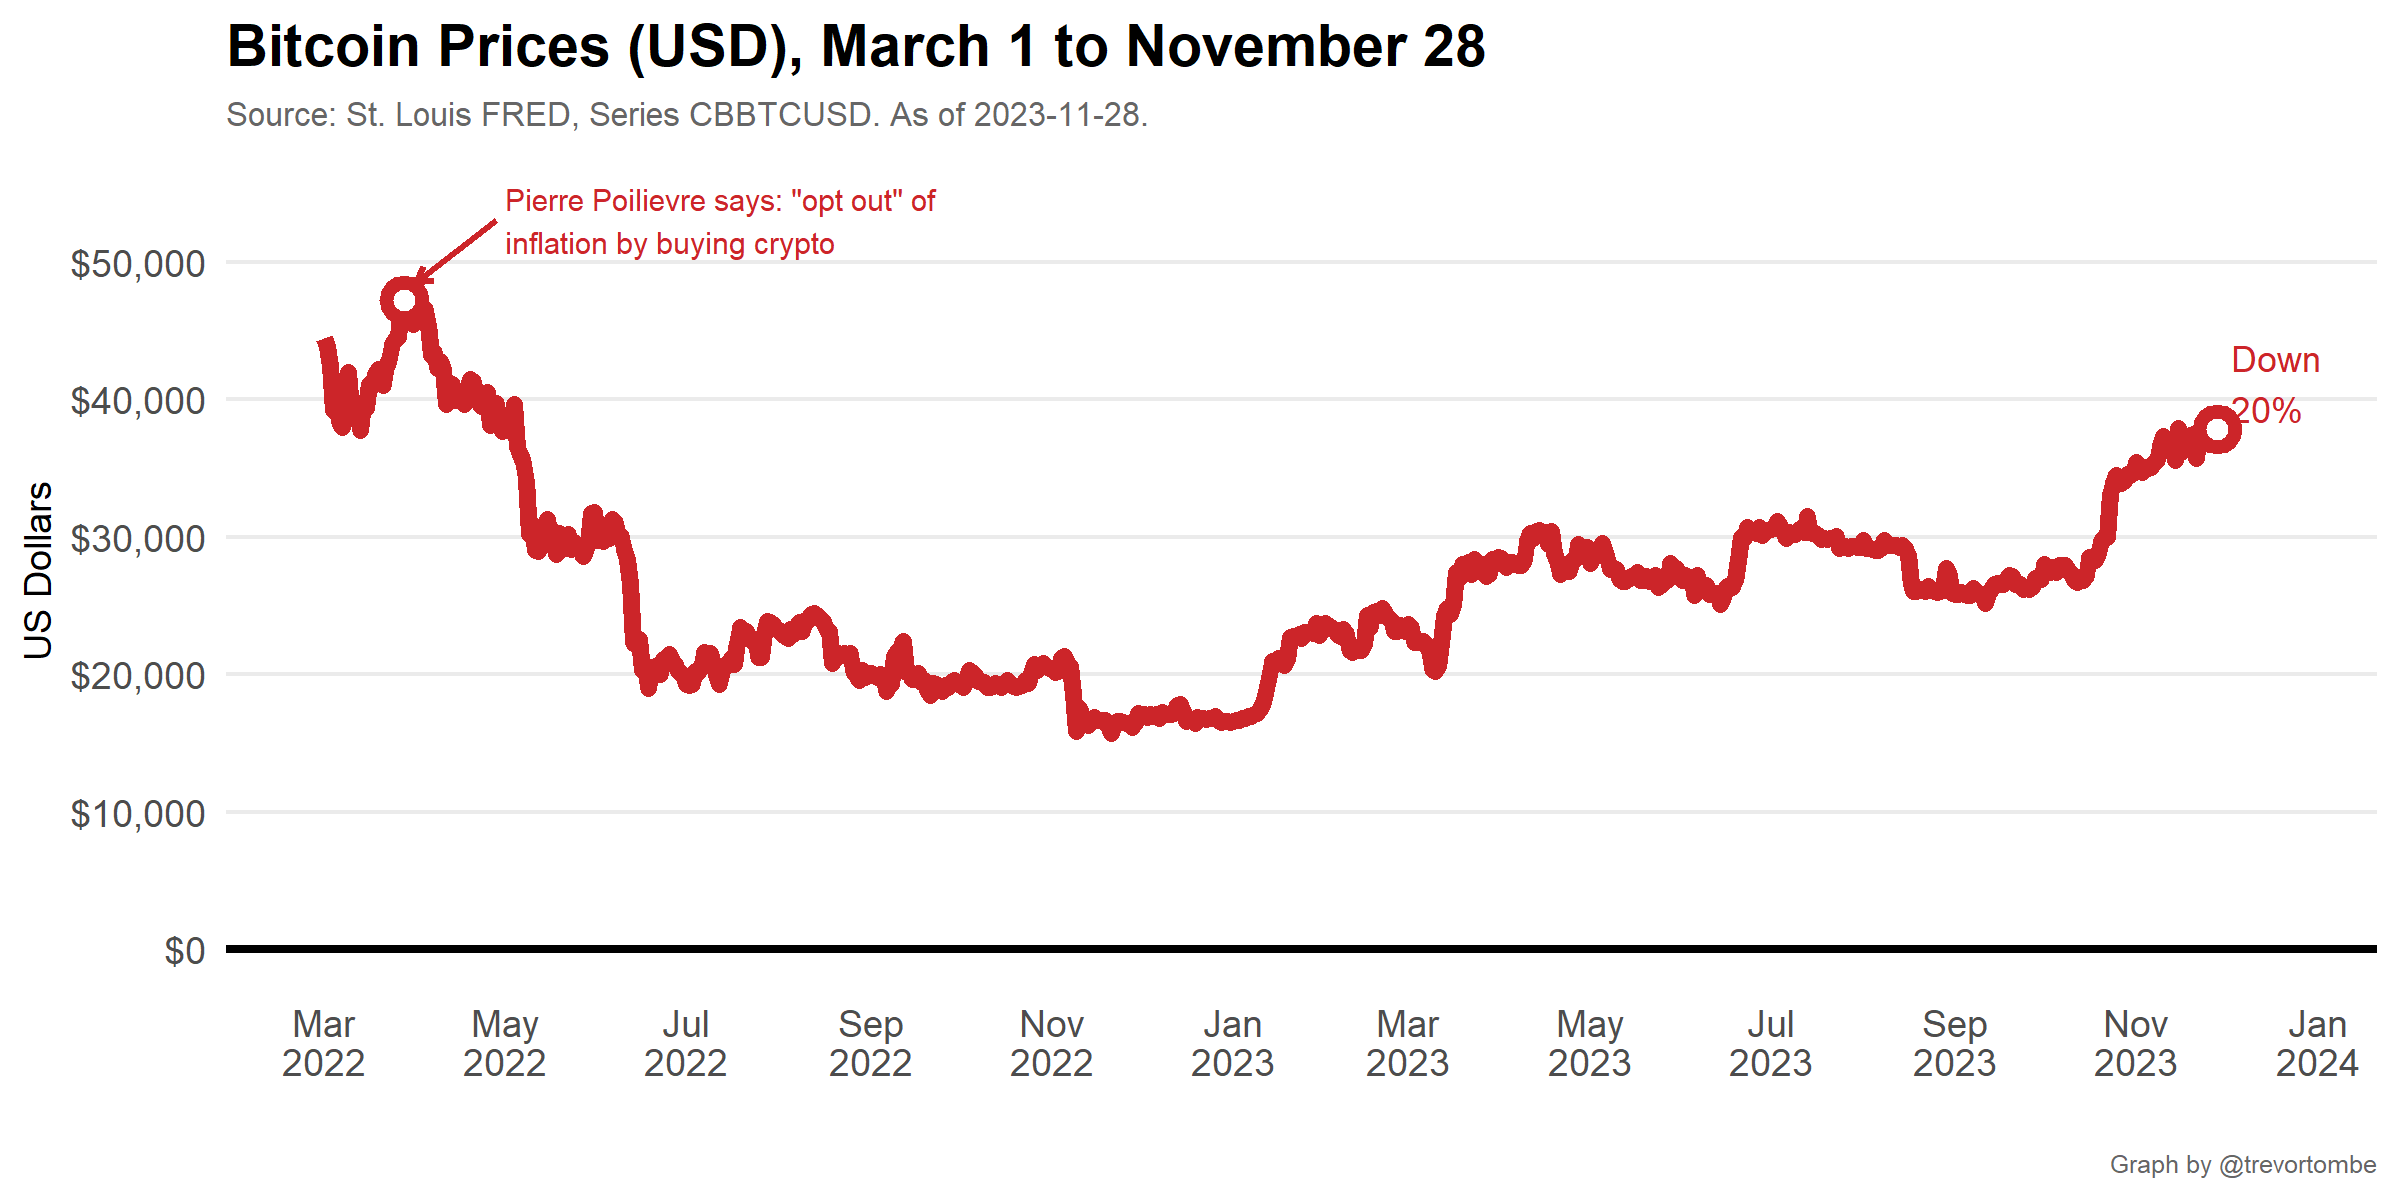 Bitcoin Prices (USD), March 1 to November 28
Source: St. Louis FRED, Series CBBTCUSD. As of 2023-11-28.
Pierre Poilievre says: "opt out" of
inflation by buying crypto
$50,000
$40,000
$30,000
$20,000
$10,000
$0
US Dollars
Down
20%
Mar
2022
May
2022
Jul
2022
Sep
2022
Nov
2022
Jan
2023
Mar
2023
May
2023
Jul
2023
Sep
2023
Nov
2023
Jan
2024
Graph by @trevortombe